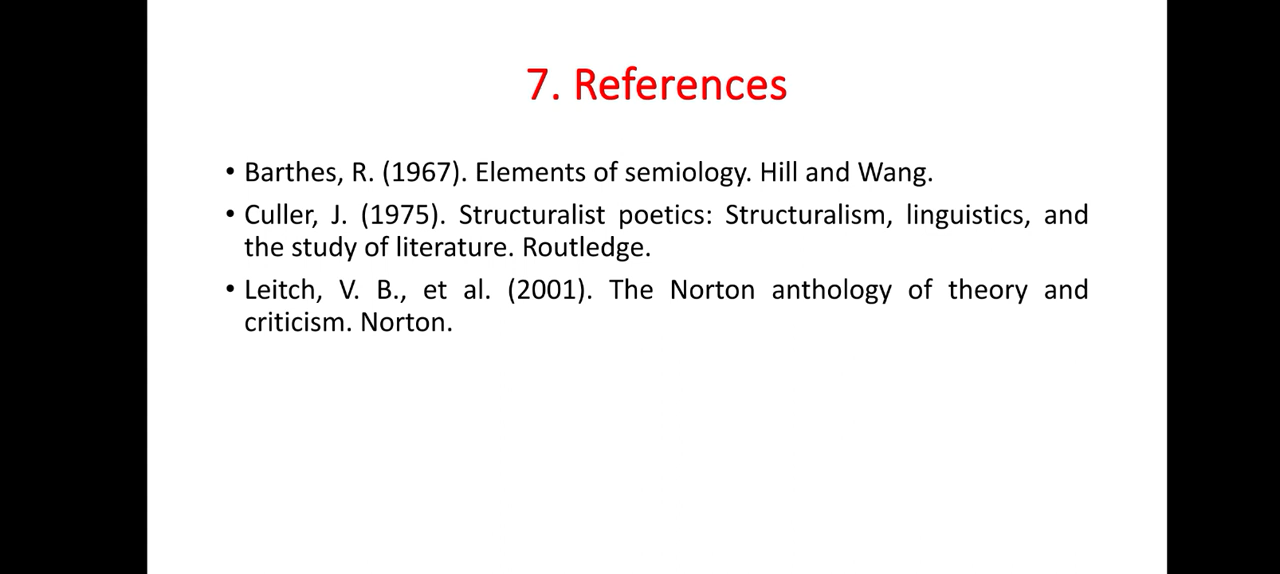 7. References
• Barthes, R. (1967). Elements of semiology. Hill and Wang.
• Culler, J. (1975). Structuralist poetics: Structuralism, linguistics, and
the study of literature. Routledge.
• Leitch, V. B., et al. (2001). The Norton anthology of theory and
criticism. Norton.